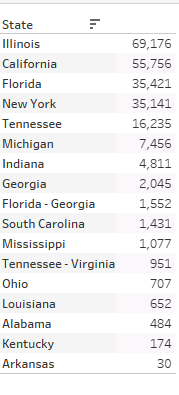 State
Illinois 69,176
California 55,756
Florida 35,421
New York 35,141
Tennessee 16,235
Michigan 7,456
Indiana 4,811
Georgia 2,045
Florida - Georgia 1,552
South Carolina 1,431
Mississippi 1,077
Tennessee - Virginia 951
Ohio 707
Louisiana 652
Alabama 484
Kentucky 174
Arkansas 30